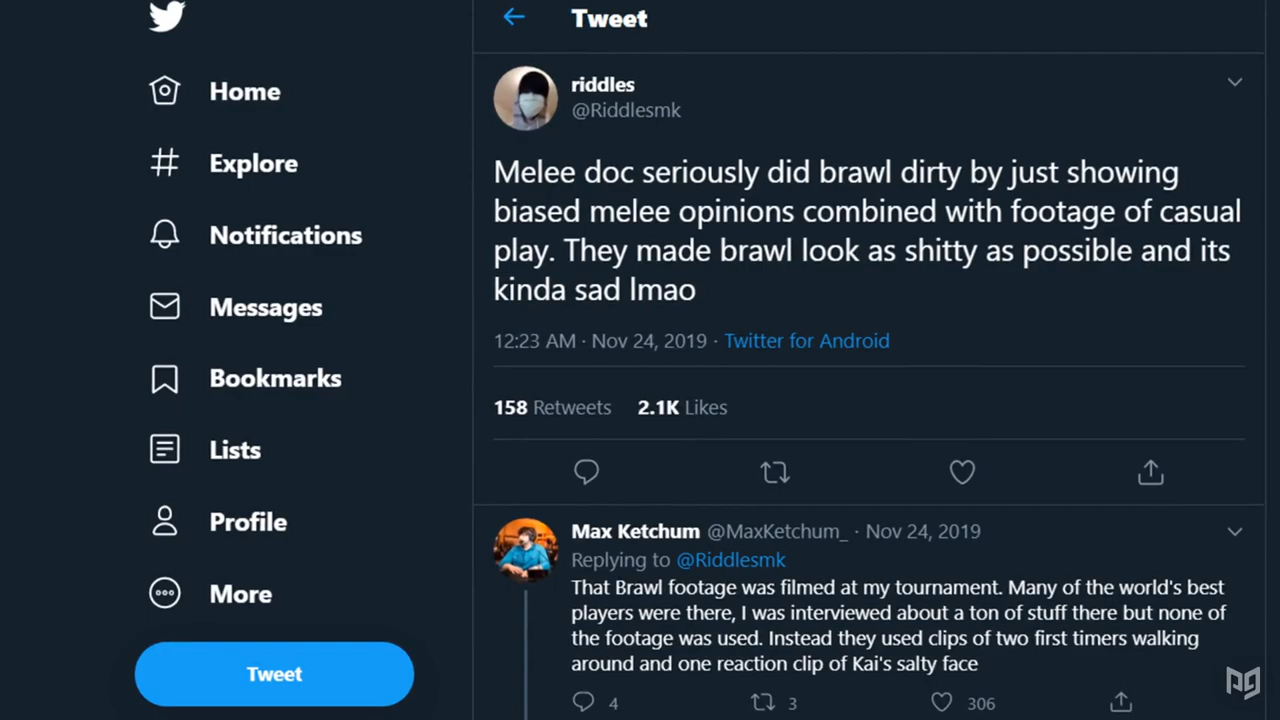 Tweet
Home
Explore
Notifications
Messages
Bookmarks
Lists
Profile
More
Tweet
riddles
@Riddlesmk
Melee doc seriously did brawl dirty by just showing
biased melee opinions combined with footage of casual
play. They made brawl look as shitty as possible and its
kinda sad lmao
12:23 AM · Nov 24, 2019 · Twitter for Android
158 Retweets 2.1K Likes
Max Ketchum @MaxKetchum_ · Nov 24, 2019
Replying to @Riddlesmk
That Brawl footage was filmed at my tournament. Many of the world's best
players were there, I was interviewed about a ton of stuff there but none of
the footage was used. Instead they used clips of two first timers walking
around and one reaction clip of Kai's salty face
4 3 306
PG